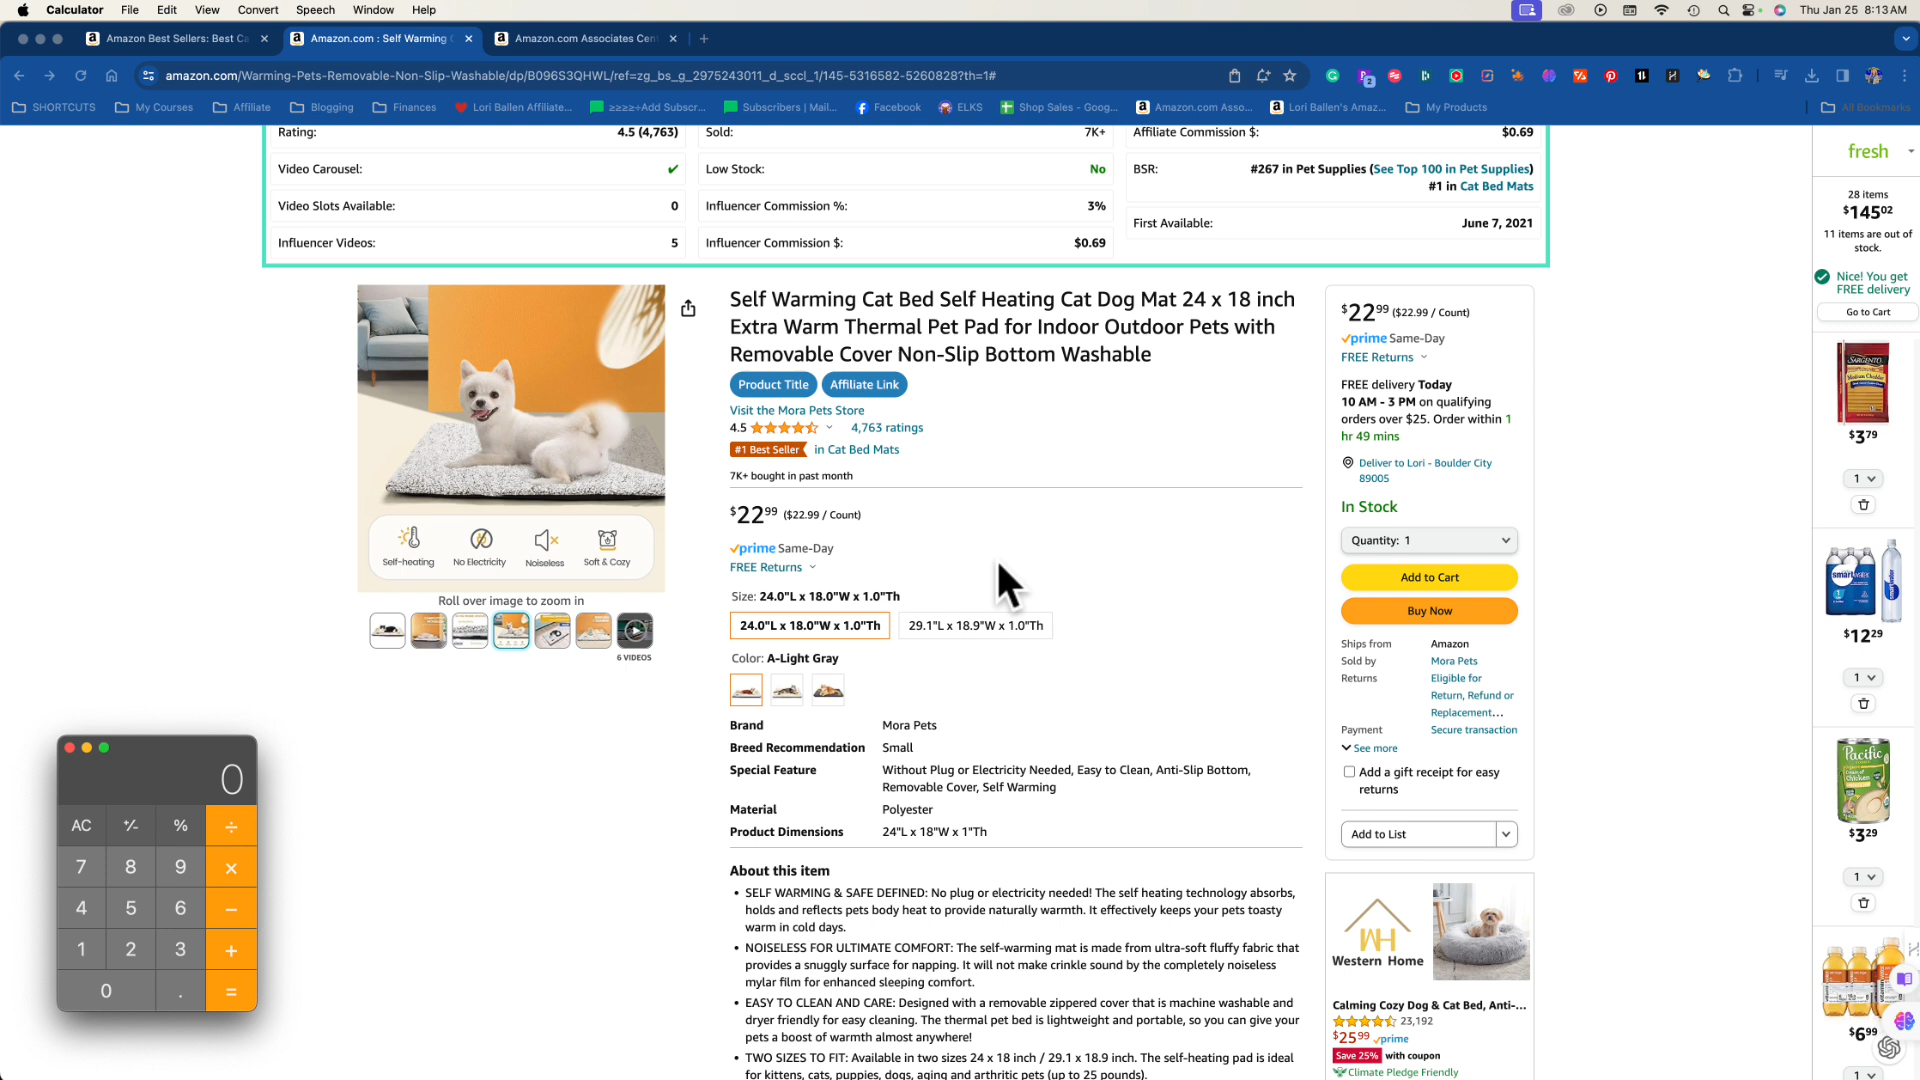 Calculator File Edit View Convert Speech Window Help
Thu Jan 25 8:13 AM
Amazon Best Sellers: Best Ca
Amazon.com : Self Warming
Amazon.com Associates Cen
amazon.com/Warming-Pets-Removable-Non-Slip-Washable/dp/B096S3QHWL/ref=zg_bs_g_2975243011_d_sccl_1/145-5316582-5260828?th=1#
SHORTCUTS My Courses Affiliate Blogging Finances Lori Ballen Affiliate... ≥≥≥≥÷Add Subscr... Subscribers | Mail... Facebook ELKS Shop Sales - Goog... Amazon.com Asso... Lori Ballen's Amaz... My Products All Bookmarks
Rating: 4.5 (4,763)
Video Carousel: ✔
Video Slots Available: 0
Influencer Videos: 5
Sold: 7K+
Low Stock: No
Influencer Commission %: 3%
Influencer Commission $: $0.69
Affiliate Commission $: $0.69
BSR: #267 in Pet Supplies (See Top 100 in Pet Supplies)
#1 in Cat Bed Mats
First Available: June 7, 2021
Self-heating
No Electricity
Noiseless
Soft & Cozy
Roll over image to zoom in
6 VIDEOS
Self Warming Cat Bed Self Heating Cat Dog Mat 24 x 18 inch
Extra Warm Thermal Pet Pad for Indoor Outdoor Pets with
Removable Cover Non-Slip Bottom Washable
Product Title Affiliate Link
Visit the Mora Pets Store
4.5 4,763 ratings
#1 Best Seller in Cat Bed Mats
7K+ bought in past month
$22.99 ($22.99 / Count)
prime Same-Day
FREE Returns
Size: 24.0"L x 18.0"W x 1.0"Th
24.0"L x 18.0"W x 1.0"Th 29.1"L x 18.9"W x 1.0"Th
Color: A-Light Gray
Brand Mora Pets
Breed Recommendation Small
Special Feature Without Plug or Electricity Needed, Easy to Clean, Anti-Slip Bottom,
Removable Cover, Self Warming
Material Polyester
Product Dimensions 24"L x 18"W x 1"Th
About this item
• SELF WARMING & SAFE DEFINED: No plug or electricity needed! The self heating technology absorbs,
holds and reflects pets body heat to provide naturally warmth. It effectively keeps your pets toasty
warm in cold days.
• NOISELESS FOR ULTIMATE COMFORT: The self-warming mat is made from ultra-soft fluffy fabric that
provides a snuggly surface for napping. It will not make crinkle sound by the completely noiseless
mylar film for enhanced sleeping comfort.
• EASY TO CLEAN AND CARE: Designed with a removable zippered cover that is machine washable and
dryer friendly for easy cleaning. The thermal pet bed is lightweight and portable, so you can give your
pets a boost of warmth almost anywhere!
• TWO SIZES TO FIT: Available in two sizes 24 x 18 inch / 29.1 x 18.9 inch. The self-heating pad is ideal
for kittens, cats, puppies, dogs, aging and arthritic pets (up to 25 pounds).
$22.99 ($22.99 / Count)
prime Same-Day
FREE Returns
FREE delivery Today
10 AM - 3 PM on qualifying
orders over $25. Order within 1
hr 49 mins
Deliver to Lori - Boulder City
89005
In Stock
Quantity: 1
Add to Cart
Buy Now
Ships from Amazon
Sold by Mora Pets
Returns Eligible for
Return, Refund or
Replacement...
Payment Secure transaction
See more
Add a gift receipt for easy
returns
Add to List
WH
Western Home
Calming Cozy Dog & Cat Bed, Anti-...
23,192
$25.99 prime
Save 25% with coupon
Climate Pledge Friendly
fresh
28 items
$145.02
11 items are out of
stock.
Nice! You get
FREE delivery
Go to Cart
SARGENTO
$3.79
1
smartwater
$12.29
1
Pacific
$3.29
1
$6.99
1
0
AC +⁄- % ÷
7 8 9 ×
4 5 6 −
1 2 3 +
0 . =